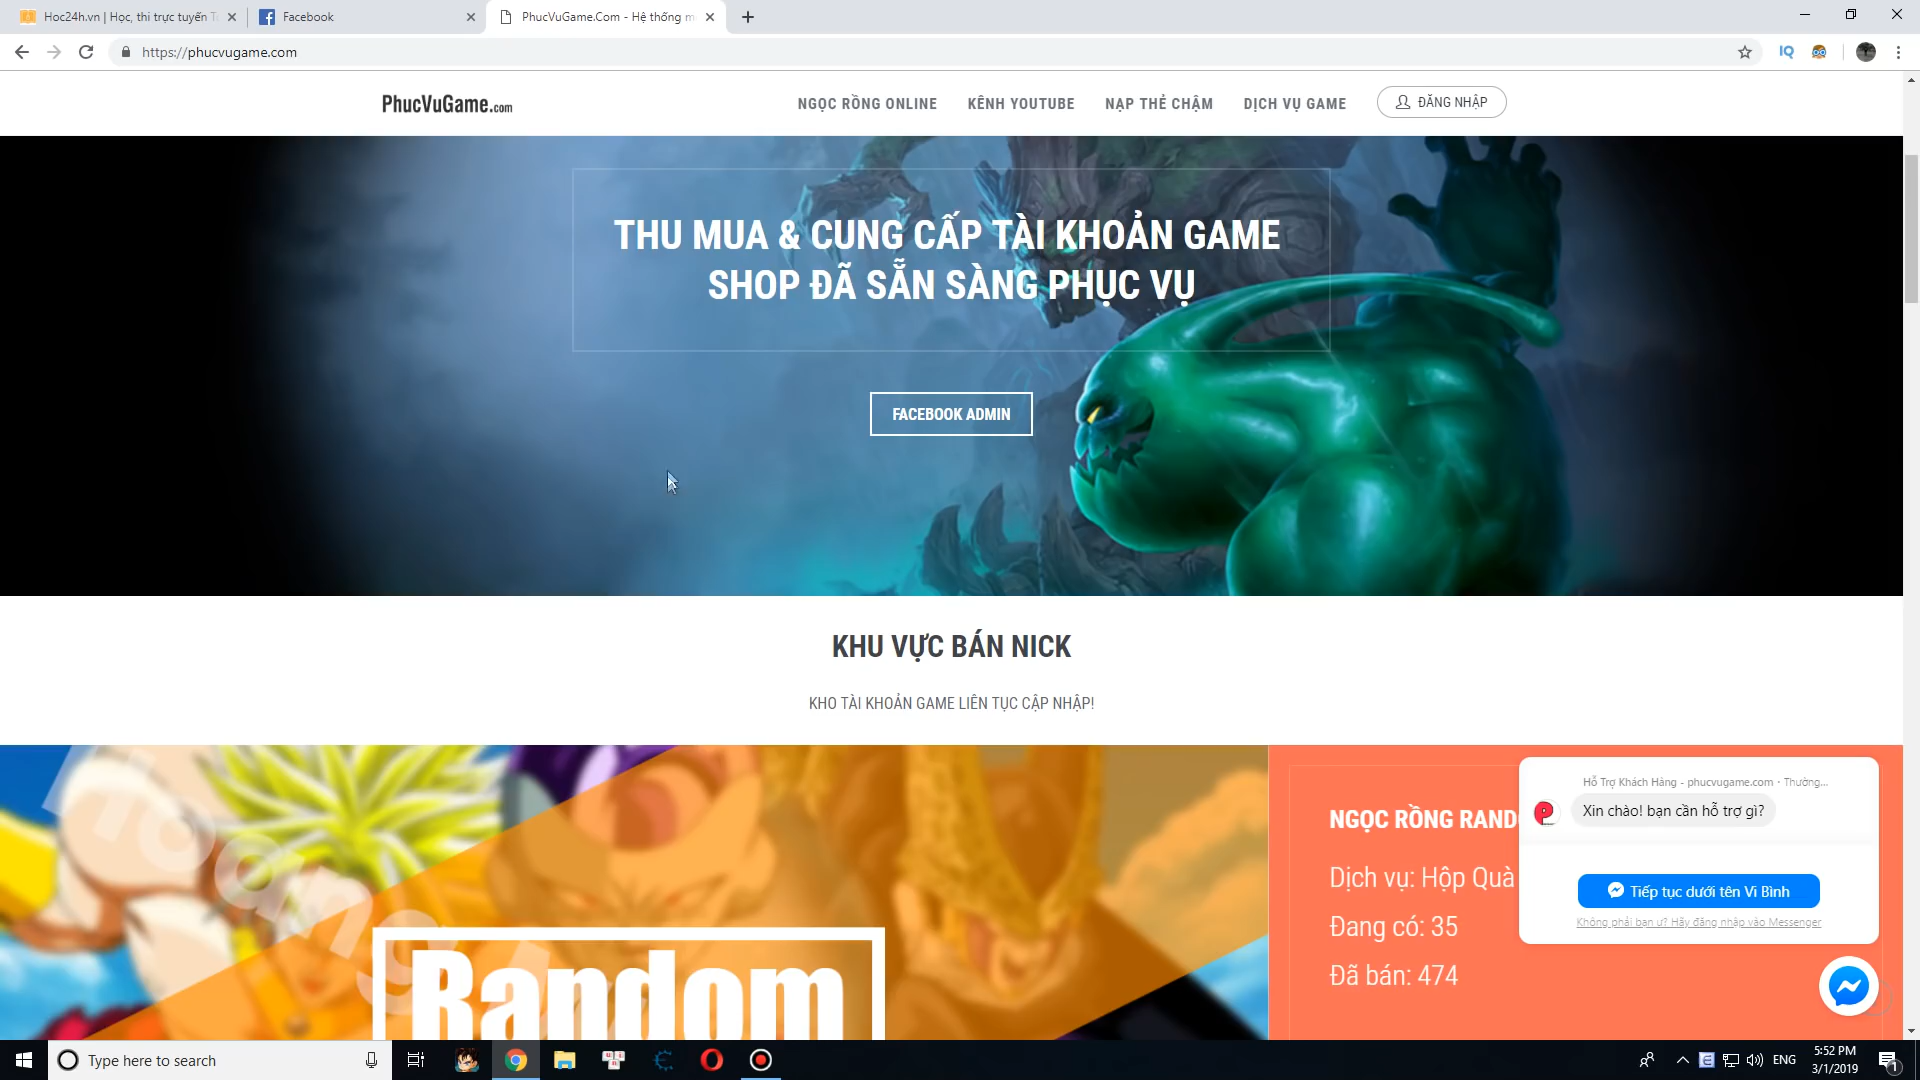 Hoc24h.vn | Học, thi trực tuyến T
Facebook
PhucVuGame.Com - Hệ thống m
https://phucvugame.com
IQ
PhucVuGame.com
NGỌC RỒNG ONLINE
KÊNH YOUTUBE
NẠP THẺ CHẬM
DỊCH VỤ GAME
ĐĂNG NHẬP
THU MUA & CUNG CẤP TÀI KHOẢN GAME
SHOP ĐÃ SẴN SÀNG PHỤC VỤ
FACEBOOK ADMIN
KHU VỰC BÁN NICK
KHO TÀI KHOẢN GAME LIÊN TỤC CẬP NHẬP!
Random
NGỌC RỒNG RAND
Dịch vụ: Hộp Quà
Đang có: 35
Đã bán: 474
Hỗ Trợ Khách Hàng - phucvugame.com • Thường...
Xin chào! bạn cần hỗ trợ gì?
Tiếp tục dưới tên Vi Bình
Không phải bạn ư? Hãy đăng nhập vào Messenger
Type here to search
ENG
5:52 PM
3/1/2019
1